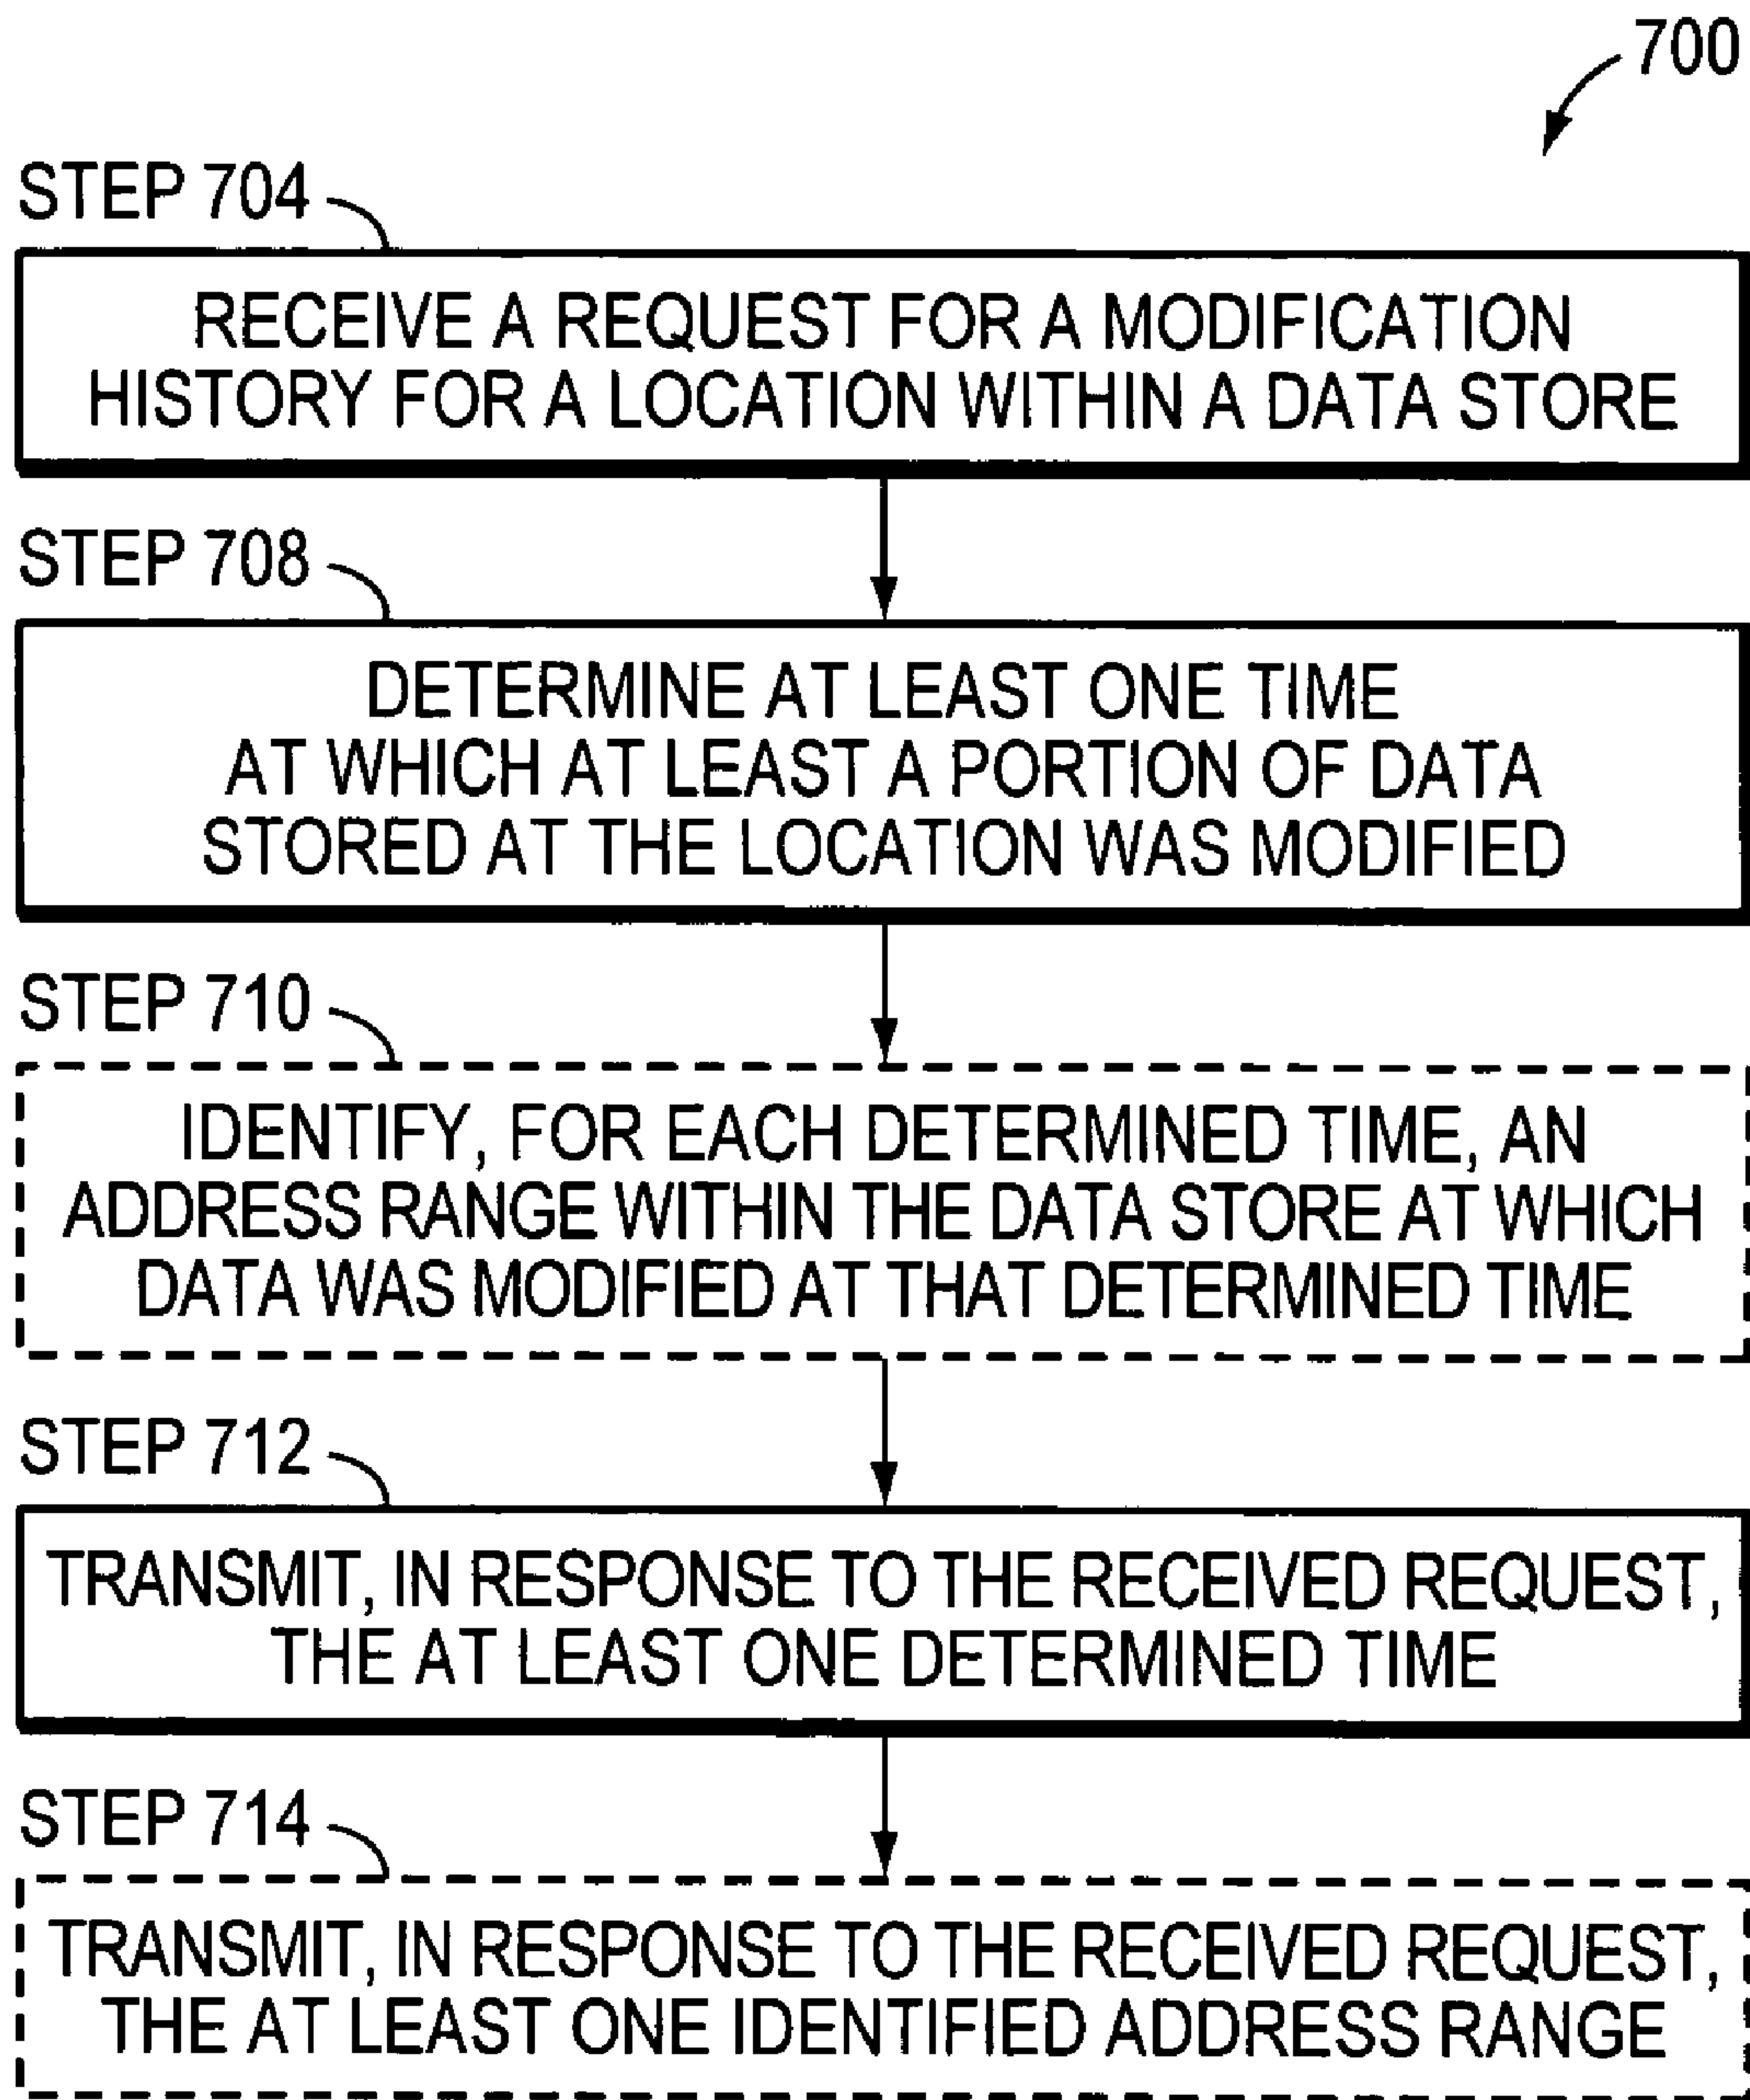 700
STEP 704
RECEIVE A REQUEST FOR A MODIFICATION
HISTORY FOR A LOCATION WITHIN A DATA STORE
STEP 708
DETERMINE AT LEAST ONE TIME
AT WHICH AT LEAST A PORTION OF DATA
STORED AT THE LOCATION WAS MODIFIED
STEP 710
IDENTIFY, FOR EACH DETERMINED TIME, AN
ADDRESS RANGE WITHIN THE DATA STORE AT WHICH
DATA WAS MODIFIED AT THAT DETERMINED TIME
STEP 712
TRANSMIT, IN RESPONSE TO THE RECEIVED REQUEST,
THE AT LEAST ONE DETERMINED TIME
STEP 714
TRANSMIT, IN RESPONSE TO THE RECEIVED REQUEST,
THE AT LEAST ONE IDENTIFIED ADDRESS RANGE